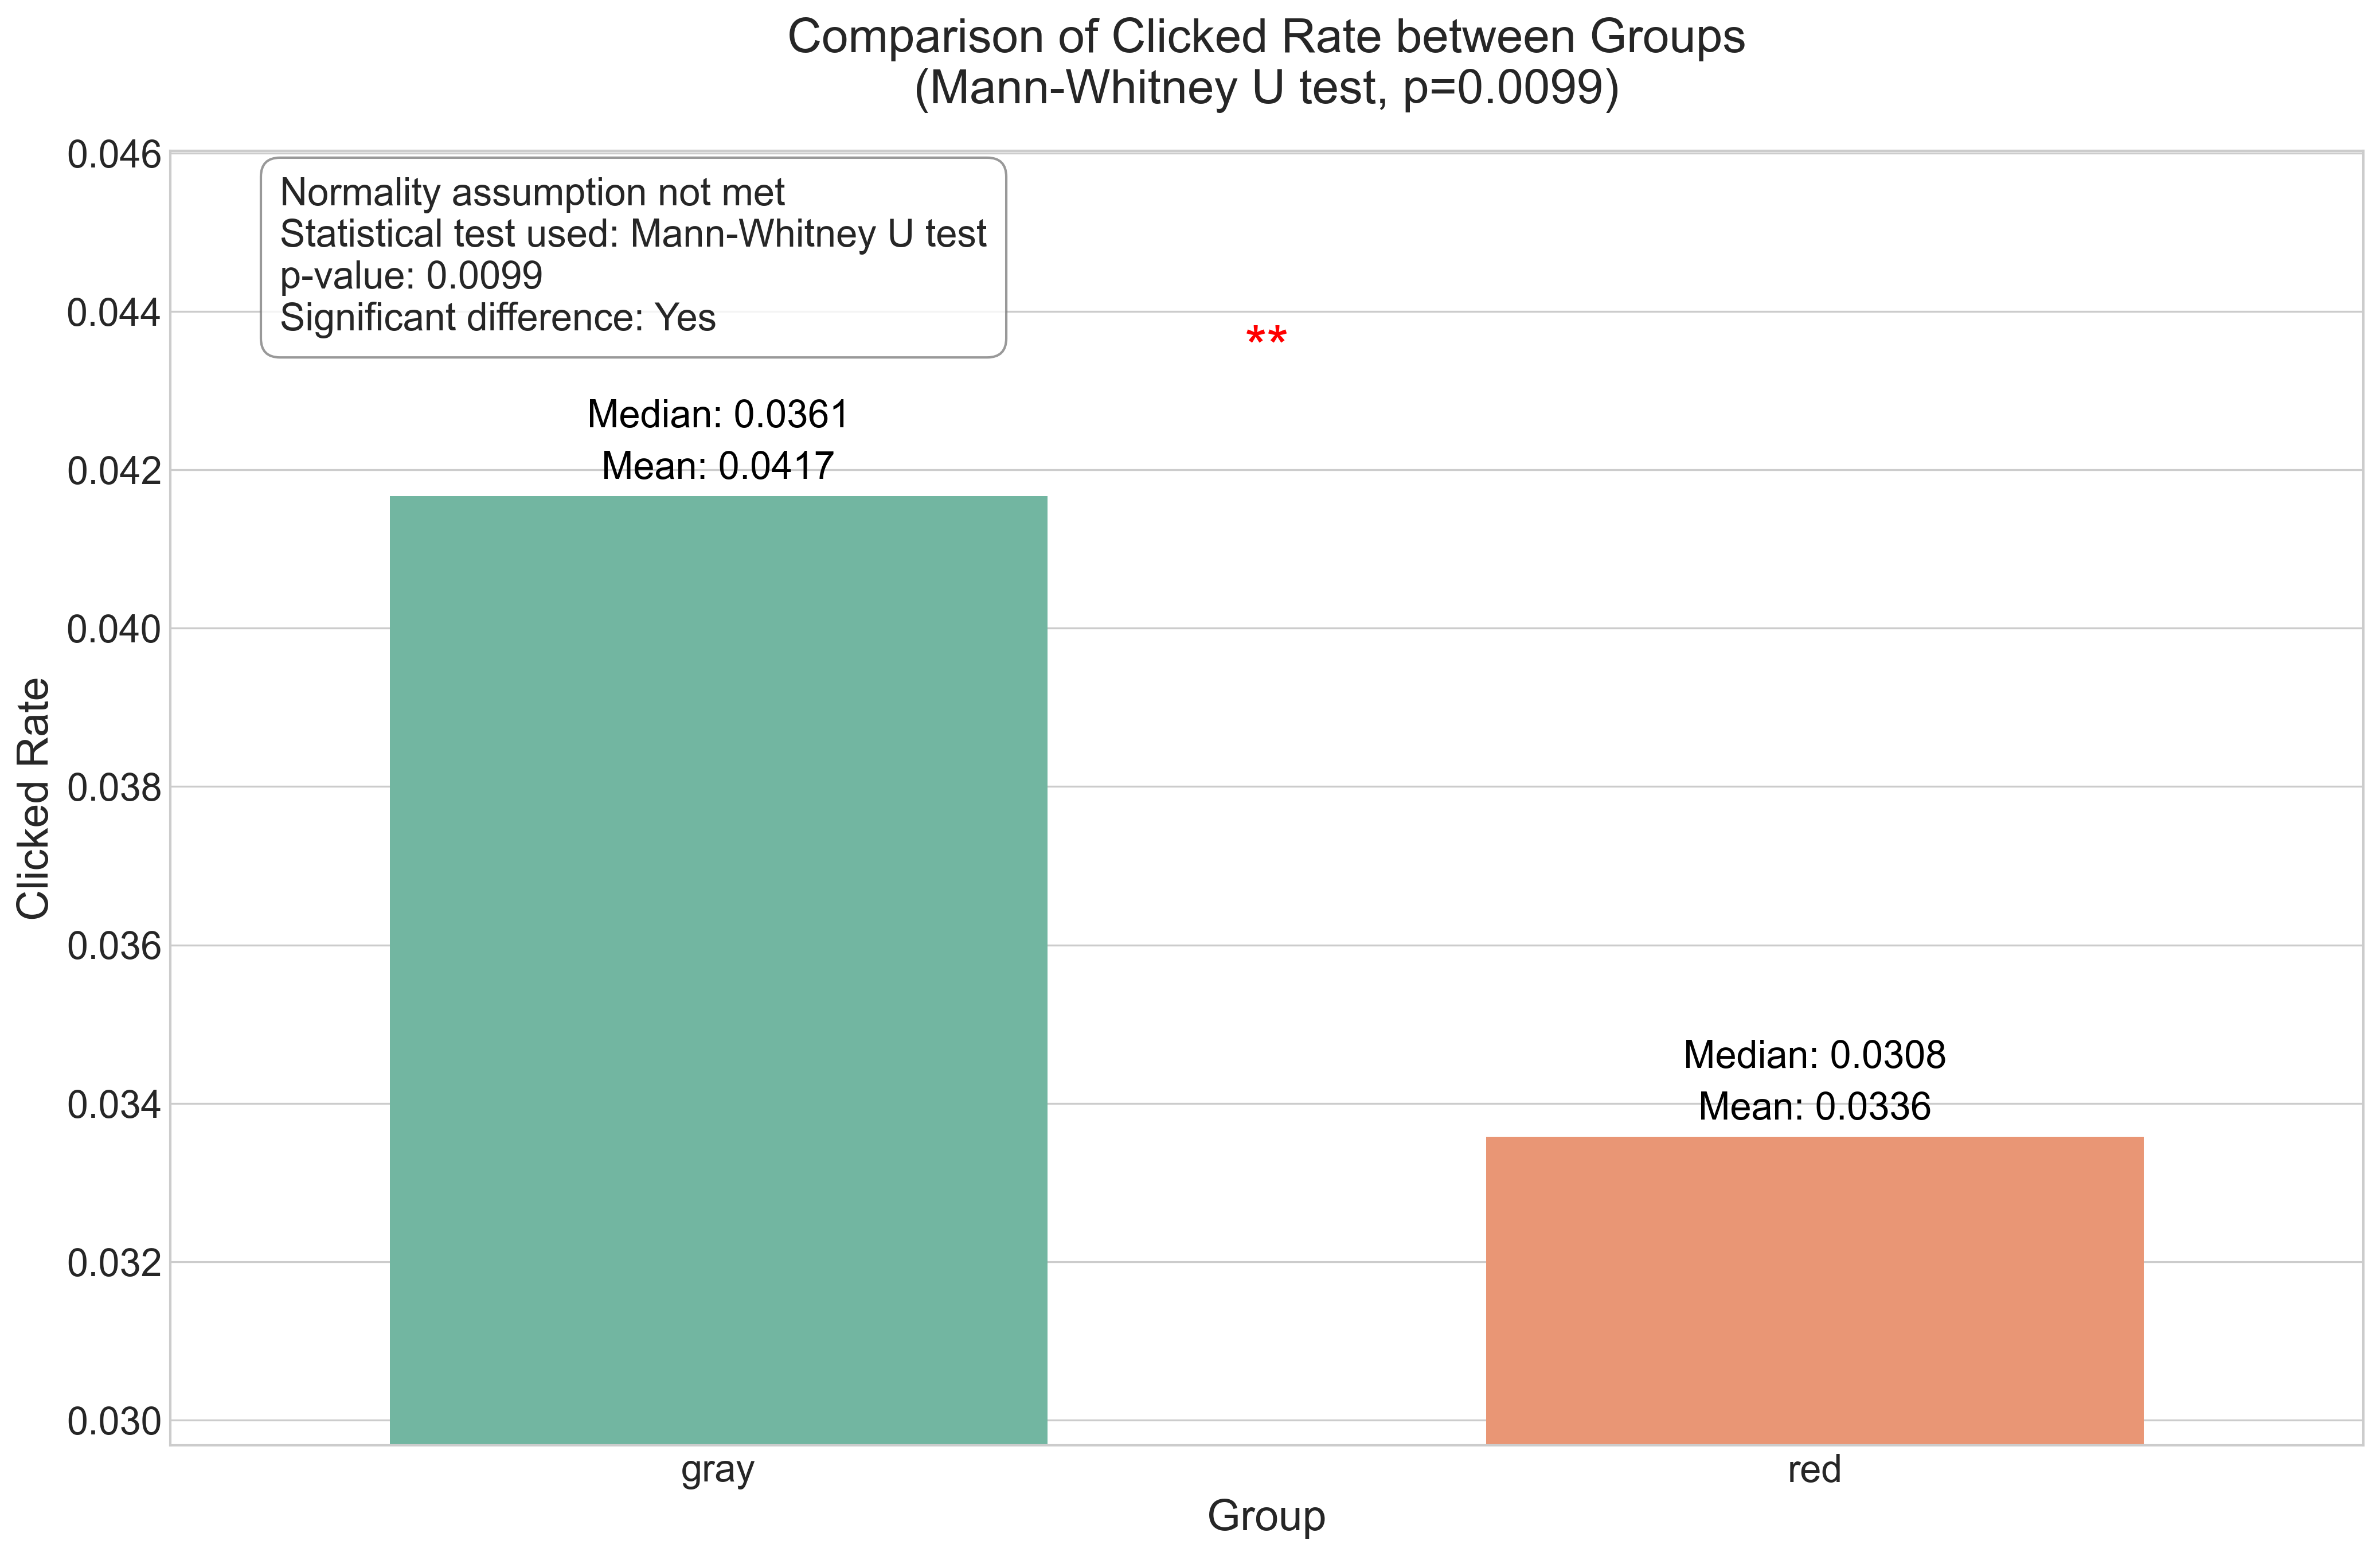 Comparison of Clicked Rate between Groups
(Mann-Whitney U test, p=0.0099)
Normality assumption not met
Statistical test used: Mann-Whitney U test
p-value: 0.0099
Significant difference: Yes
**
Median: 0.0361
Mean: 0.0417
Median: 0.0308
Mean: 0.0336
Clicked Rate
0.046
0.044
0.042
0.040
0.038
0.036
0.034
0.032
0.030
gray
red
Group